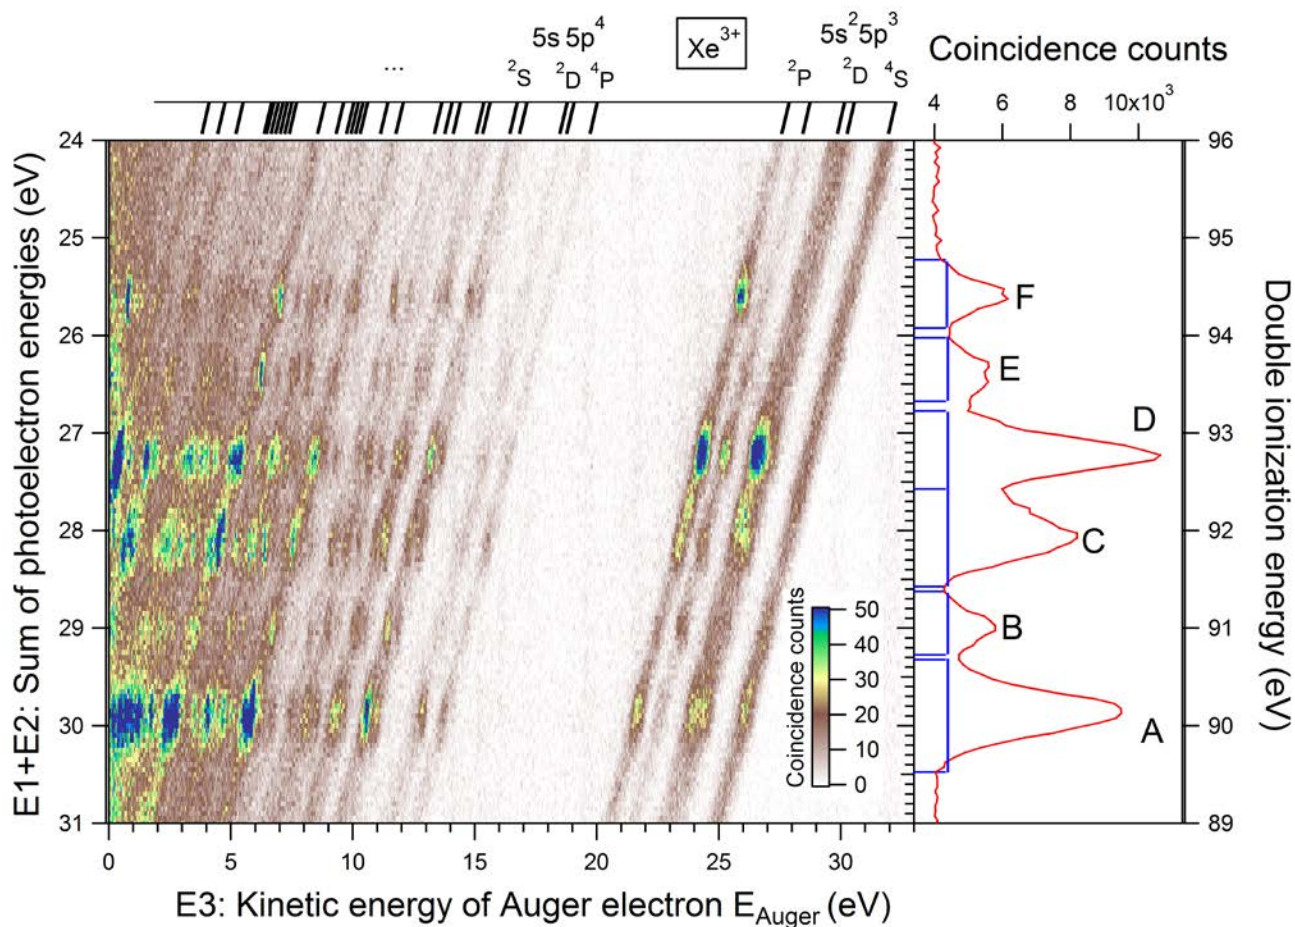 5s 5p⁴
Xe³⁺
5s²5p³
Coincidence counts
...
²S
²D
⁴P
²P
²D
⁴S
4
6
8
10x10³
24
25
26
27
28
29
30
31
E1+E2: Sum of photoelectron energies (eV)
0
5
10
15
20
25
30
E3: Kinetic energy of Auger electron E_Auger (eV)
Coincidence counts
50
40
30
20
10
0
F
E
D
C
B
A
96
95
94
93
92
91
90
89
Double ionization energy (eV)